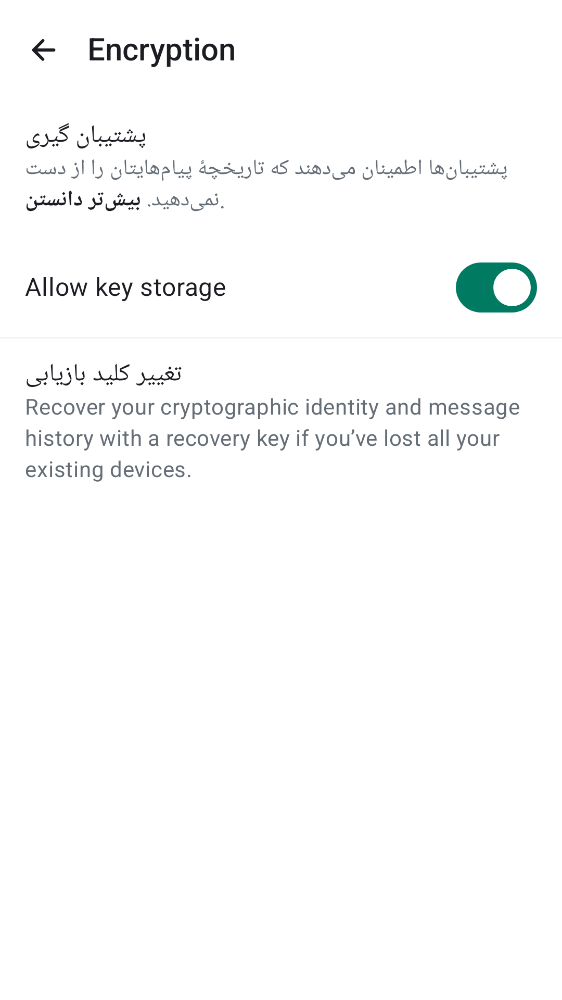 Encryption
پشتیبان گیری
پشتیبان‌ها اطمینان می‌دهند که تاریخچهٔ پیام‌هایتان را از دست
نمی‌دهید. بیش‌تر دانستن.
Allow key storage
تغییر کلید بازیابی
Recover your cryptographic identity and message
history with a recovery key if you’ve lost all your
existing devices.